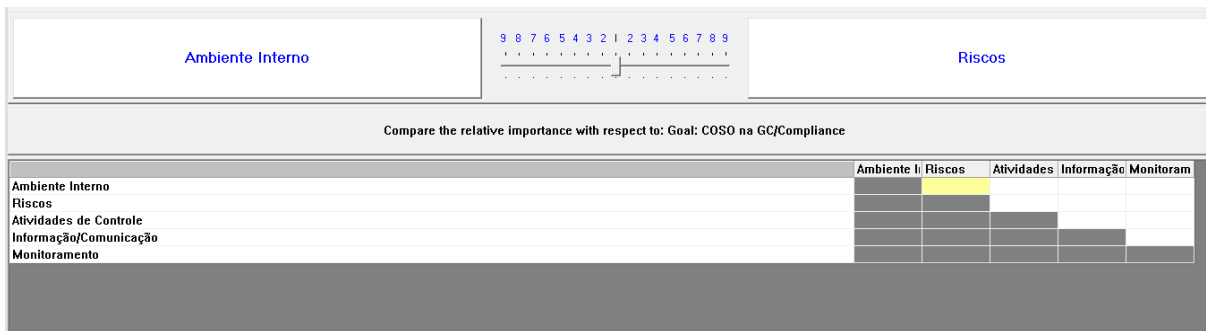 9 8 7 6 5 4 3 2 1 2 3 4 5 6 7 8 9
Ambiente Interno
Riscos
Compare the relative importance with respect to: Goal: COSO na GC/Compliance
Ambiente I Riscos Atividades Informação Monitoram
Ambiente Interno
Riscos
Atividades de Controle
Informação/Comunicação
Monitoramento